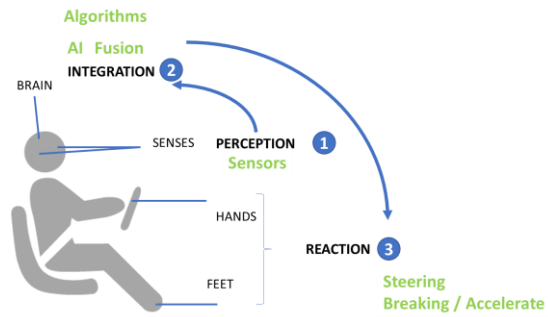 Algorithms
AI Fusion
INTEGRATION 2
BRAIN
SENSES
PERCEPTION 1
Sensors
HANDS
REACTION 3
FEET
Steering
Breaking / Accelerate